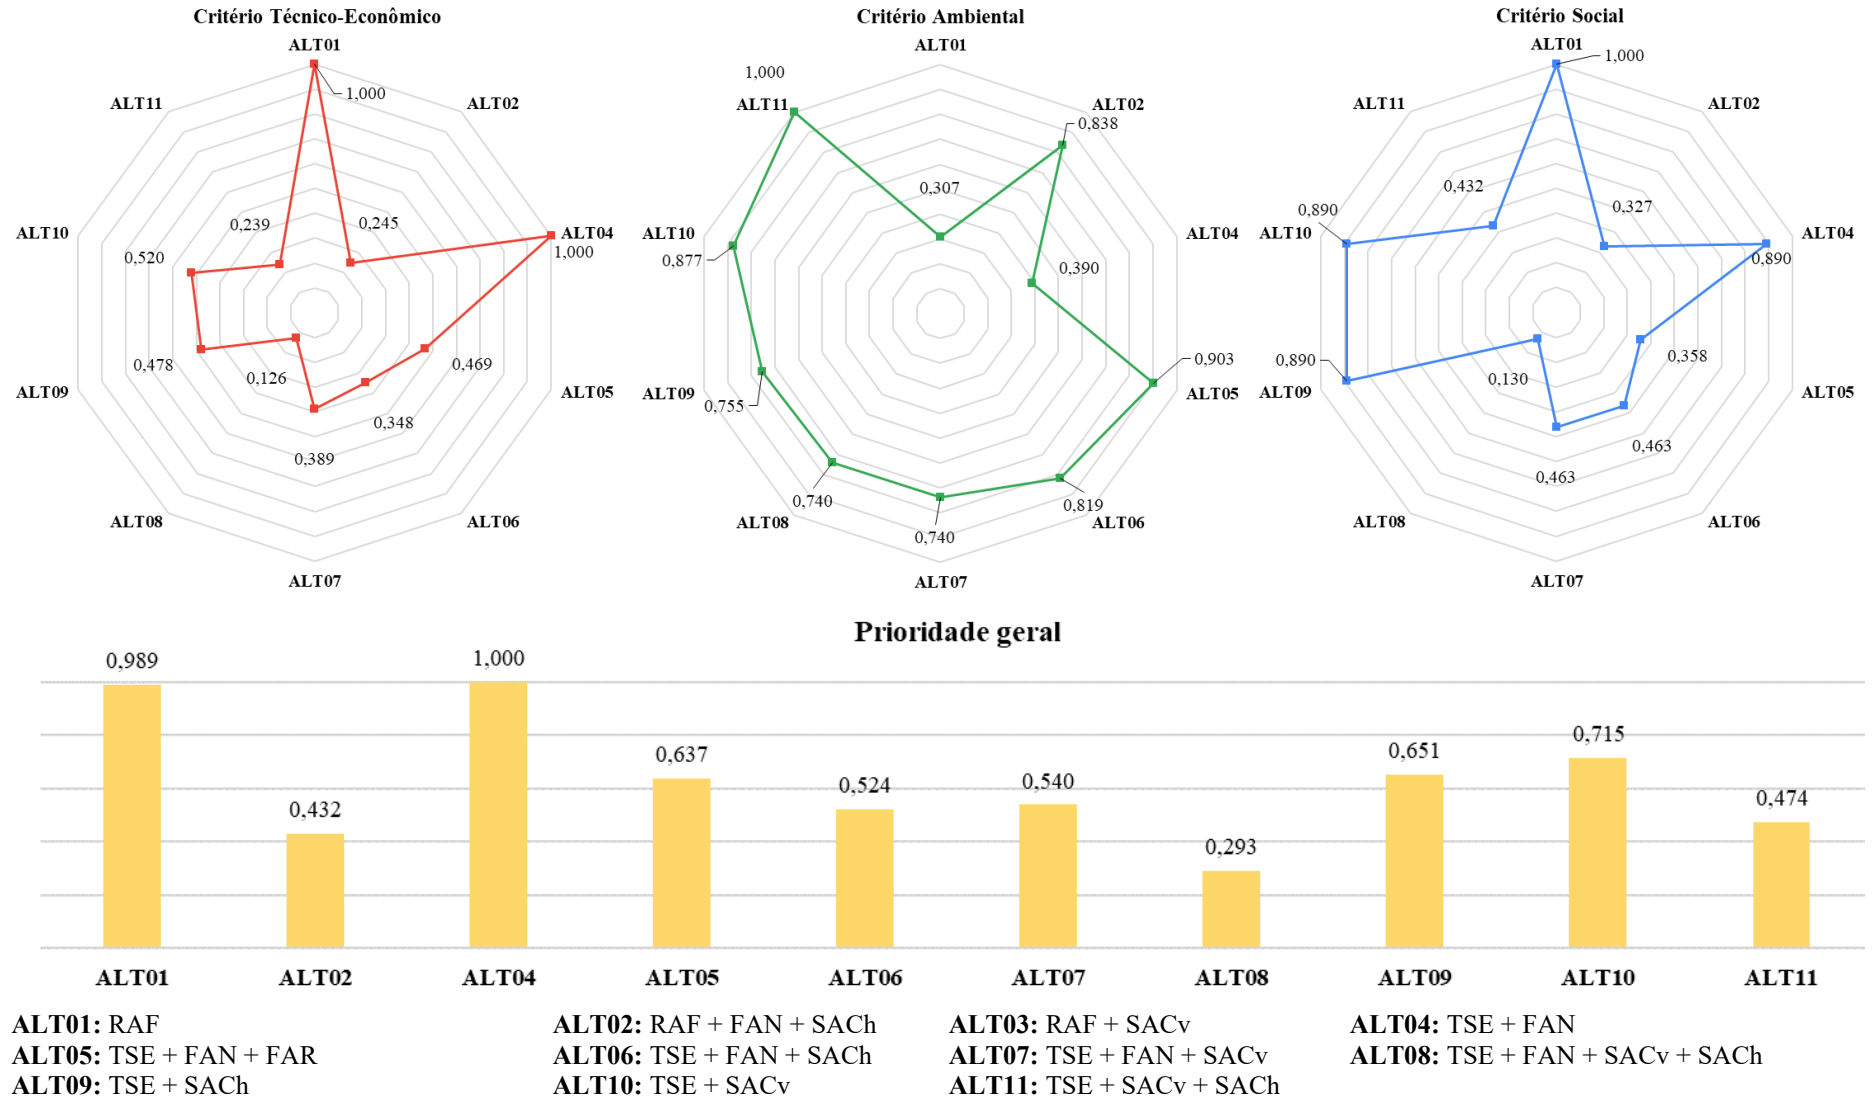 Critério Técnico-Econômico
ALT01
1,000
ALT02
ALT11
0,239
0,245
ALT10
ALT04
1,000
0,520
0,478
0,469
0,126
0,348
ALT09
ALT05
0,389
ALT08
ALT06
ALT07
Critério Ambiental
ALT01
1,000
ALT11
ALT02
0,838
0,307
ALT10
0,877
ALT04
0,390
0,903
ALT09
0,755
ALT05
0,740
ALT08
0,819
ALT06
0,740
ALT07
Critério Social
ALT01
1,000
ALT11
ALT02
0,432
0,327
0,890
ALT10
ALT04
0,890
0,890
ALT09
0,358
0,130
ALT05
0,463
0,463
ALT08
ALT06
ALT07
Prioridade geral
0,989 0,432 1,000 0,637 0,524 0,540 0,293 0,651 0,715 0,474
ALT01 ALT02 ALT04 ALT05 ALT06 ALT07 ALT08 ALT09 ALT10 ALT11
ALT01: RAF ALT02: RAF + FAN + SACh ALT03: RAF + SACv ALT04: TSE + FAN
ALT05: TSE + FAN + FAR ALT06: TSE + FAN + SACh ALT07: TSE + FAN + SACv ALT08: TSE + FAN + SACv + SACh
ALT09: TSE + SACh ALT10: TSE + SACv ALT11: TSE + SACv + SACh